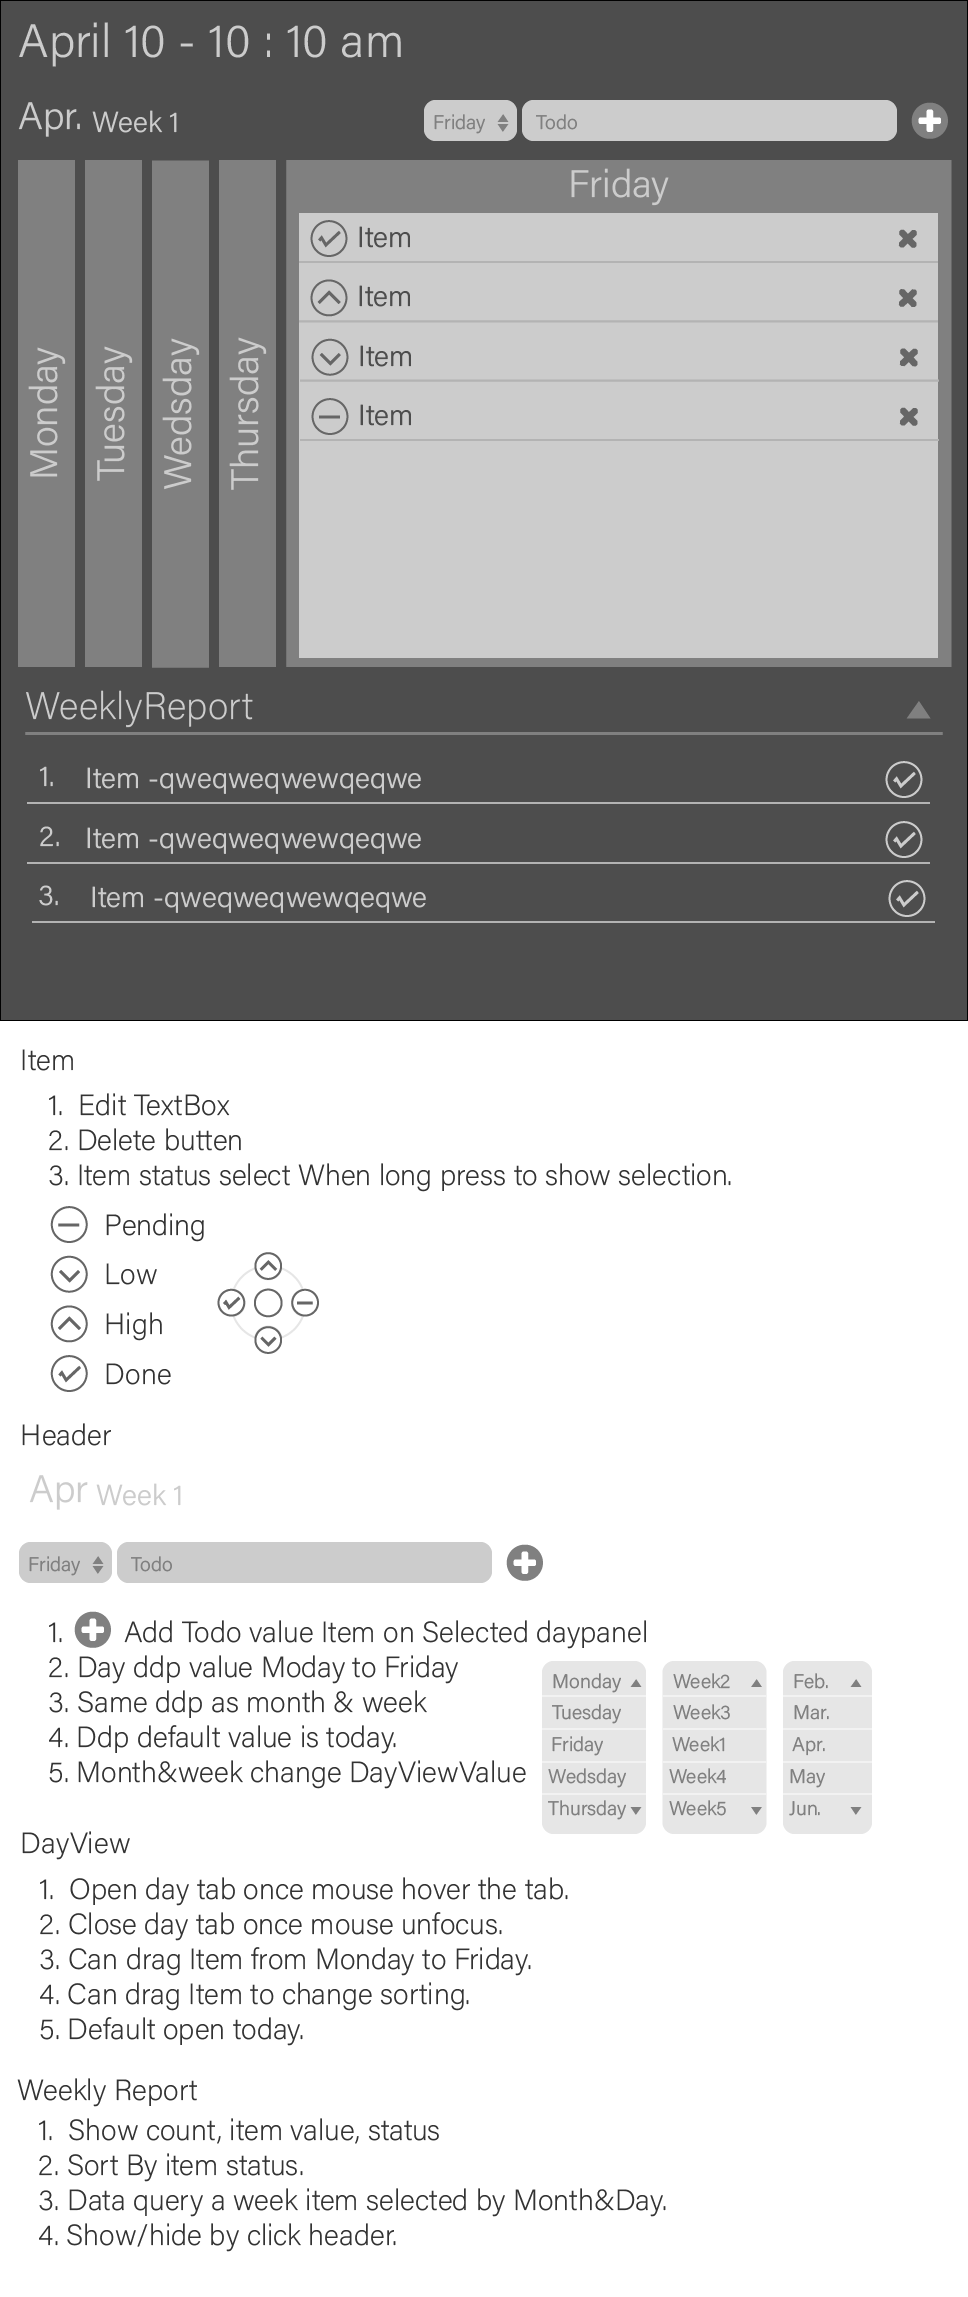 April 10 - 10 : 10 am
Apr. Week 1
Friday
Todo
Monday
Tuesday
Wedsday
Thursday
Friday
Item
Item
Item
Item
WeeklyReport
1. Item -qweqweqwewqeqwe
2. Item -qweqweqwewqeqwe
3. Item -qweqweqwewqeqwe
Item
1. Edit TextBox
2. Delete butten
3. Item status select When long press to show selection.
Pending
Low
High
Done
Header
Apr Week 1
Friday
Todo
1. Add Todo value Item on Selected daypanel
2. Day ddp value Moday to Friday
3. Same ddp as month & week
4. Ddp default value is today.
5. Month&week change DayViewValue
Monday
Tuesday
Friday
Wedsday
Thursday
Week2
Week3
Week1
Week4
Week5
Feb.
Mar.
Apr.
May
Jun.
DayView
1. Open day tab once mouse hover the tab.
2. Close day tab once mouse unfocus.
3. Can drag Item from Monday to Friday.
4. Can drag Item to change sorting.
5. Default open today.
Weekly Report
1. Show count, item value, status
2. Sort By item status.
3. Data query a week item selected by Month&Day.
4. Show/hide by click header.